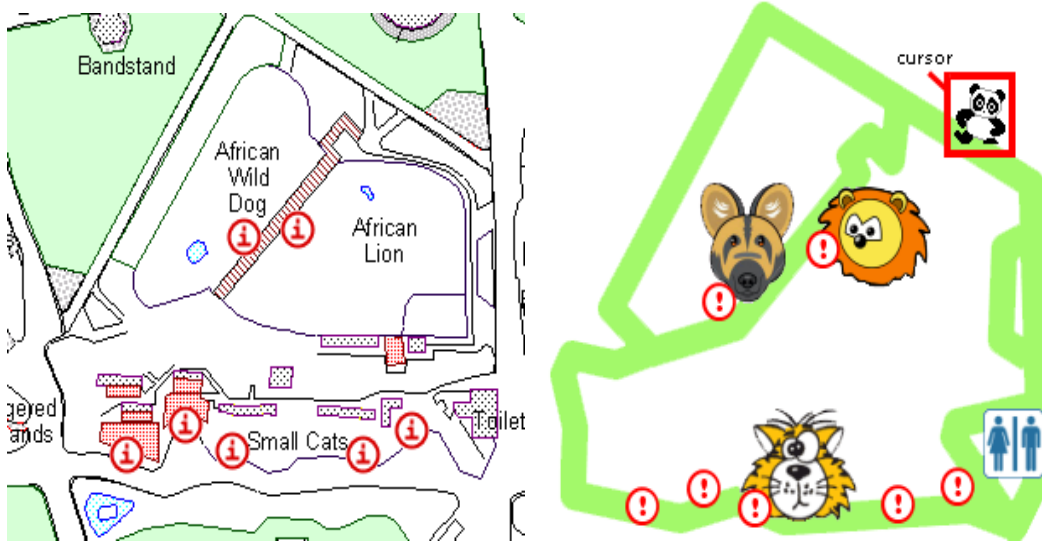 Bandstand
African
Wild
Dog
African
Lion
gered
ands
Small Cats
Toilet
i
i
i
i
i
i
i
cursor
!
!
!
!
!
!
!